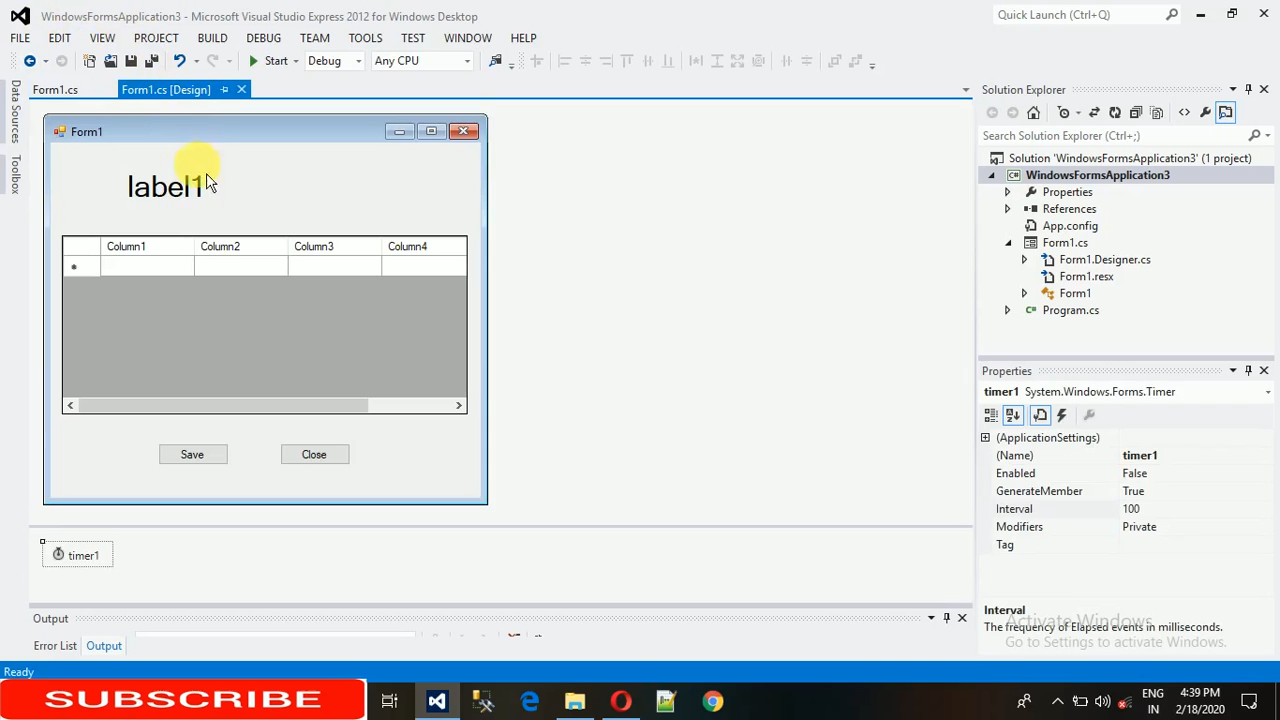 WindowsFormsApplication3 - Microsoft Visual Studio Express 2012 for Windows Desktop
Quick Launch (Ctrl+Q)
FILE EDIT VIEW PROJECT BUILD DEBUG TEAM TOOLS TEST WINDOW HELP
Start Debug Any CPU
Data Sources
Toolbox
Form1.cs Form1.cs [Design]
Form1
label1
Column1 Column2 Column3 Column4
Save Close
timer1
Output
Error List Output
Ready
Solution Explorer
Search Solution Explorer (Ctrl+;)
Solution 'WindowsFormsApplication3' (1 project)
WindowsFormsApplication3
Properties
References
App.config
Form1.cs
Form1.Designer.cs
Form1.resx
Form1
Program.cs
Properties
timer1 System.Windows.Forms.Timer
(ApplicationSettings)
(Name) timer1
Enabled False
GenerateMember True
Interval 100
Modifiers Private
Tag
Interval
The frequency of Elapsed events in milliseconds.
Activate Windows
Go to Settings to activate Windows.
SUBSCRIBE
ENG
IN
4:39 PM
2/18/2020